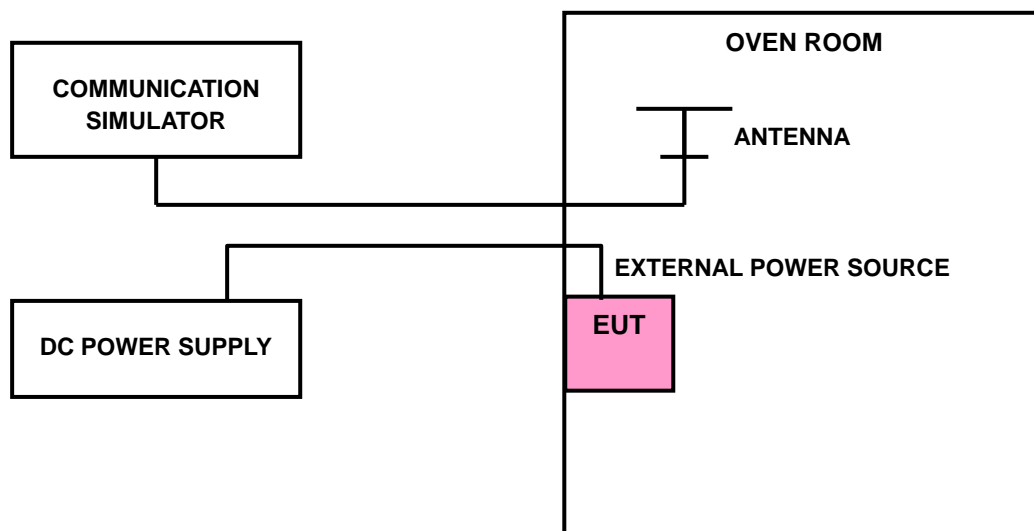 OVEN ROOM
COMMUNICATION
SIMULATOR
ANTENNA
EXTERNAL POWER SOURCE
EUT
DC POWER SUPPLY